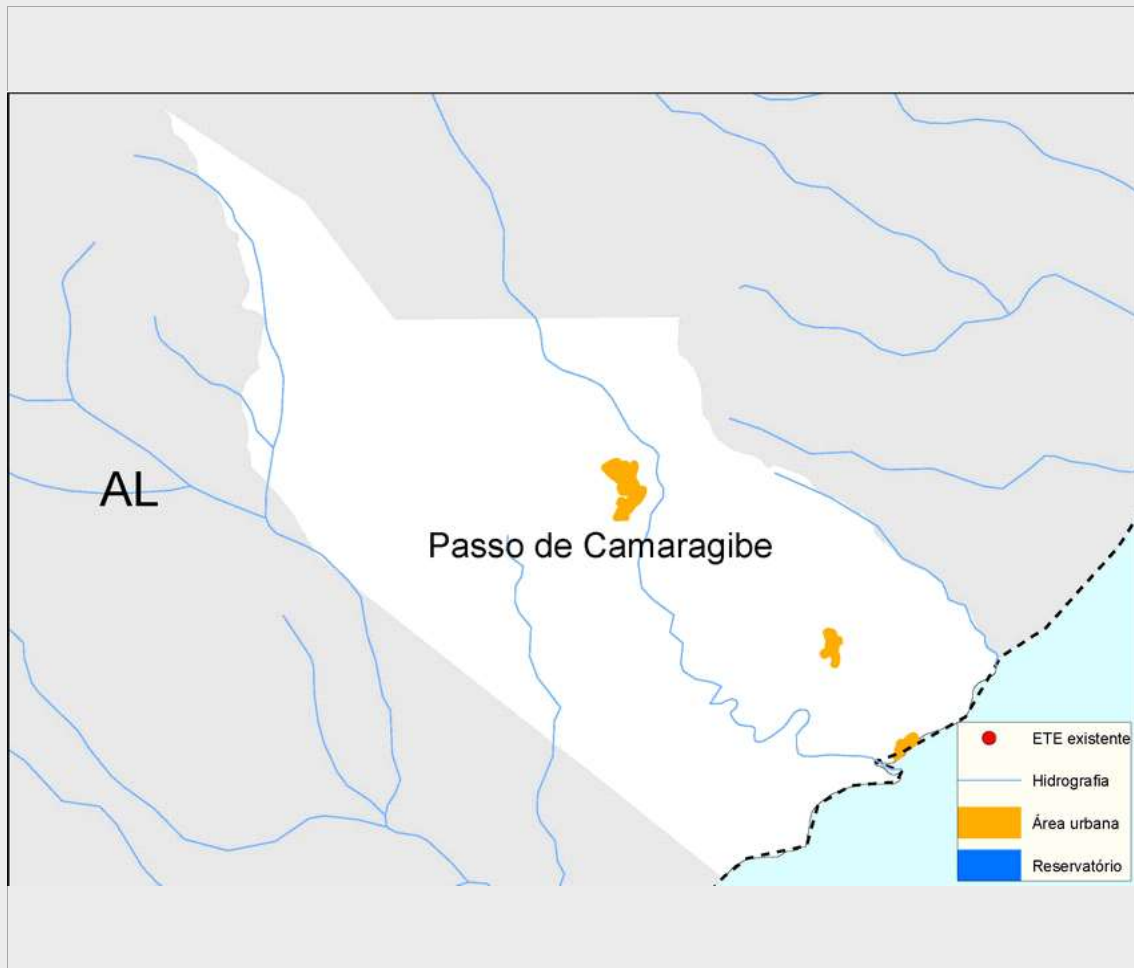 AL
Passo de Camaragibe
ETE existente
Hidrografia
Área urbana
Reservatório